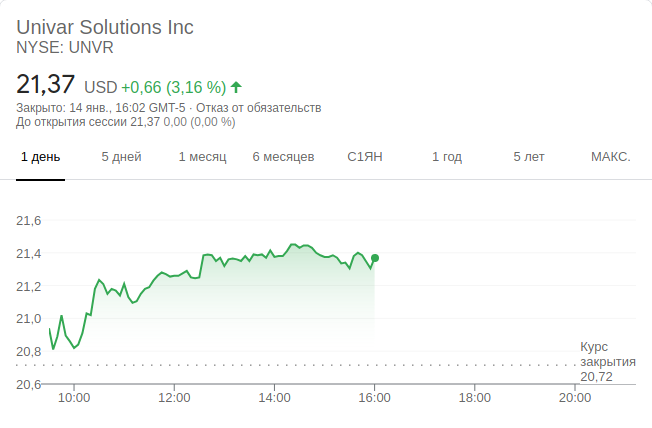 Univar Solutions Inc
NYSE: UNVR
21,37 USD +0,66 (3,16 %)
Закрыто: 14 янв., 16:02 GMT-5 · Отказ от обязательств
До открытия сессии 21,37 0,00 (0,00 %)
1 день 5 дней 1 месяц 6 месяцев С1ЯН 1 год 5 лет МАКС.
21,6
21,4
21,2
21,0
20,8
20,6
Курс
закрытия
20,72
10:00 12:00 14:00 16:00 18:00 20:00